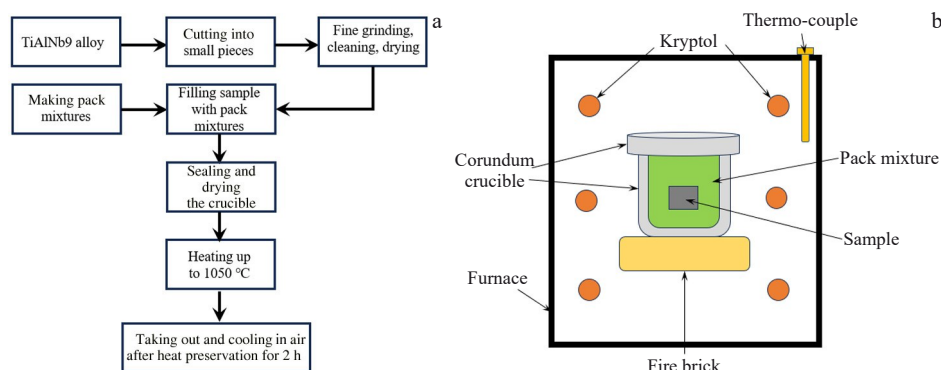 a
TiAlNb9 alloy
Cutting into
small pieces
Fine grinding,
cleaning, drying
Making pack
mixtures
Filling sample
with pack
mixtures
Sealing and
drying
the crucible
Heating up
to 1050 ℃
Taking out and cooling in air
after heat preservation for 2 h
b
Thermo-couple
Kryptol
Corundum
crucible
Pack mixture
Sample
Furnace
Fire brick